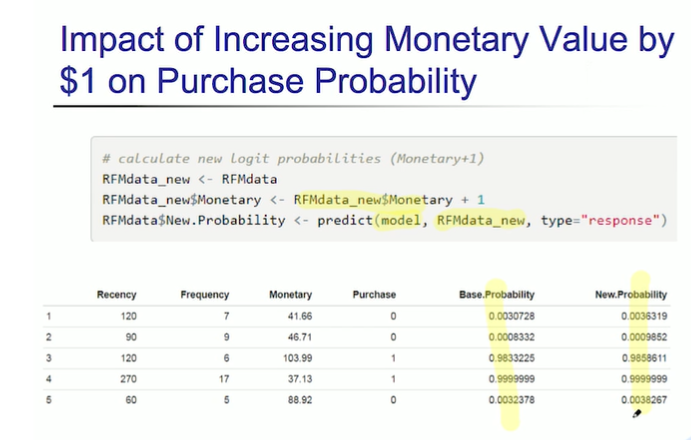 Impact of Increasing Monetary Value by
$1 on Purchase Probability
# calculate new logit probabilities (Monetary+1)
RFMdata_new <- RFMdata
RFMdata_new$Monetary <- RFMdata_new$Monetary + 1
RFMdata$New.Probability <- predict(model, RFMdata_new, type="response")
Recency Frequency Monetary Purchase Base.Probability New.Probability
1 120 7 41.66 0 0.0030728 0.0036319
2 90 9 46.71 0 0.0008332 0.0009852
3 120 6 103.99 1 0.9833225 0.9858611
4 270 17 37.13 1 0.9999999 0.9999999
5 60 5 88.92 0 0.0032378 0.0038267